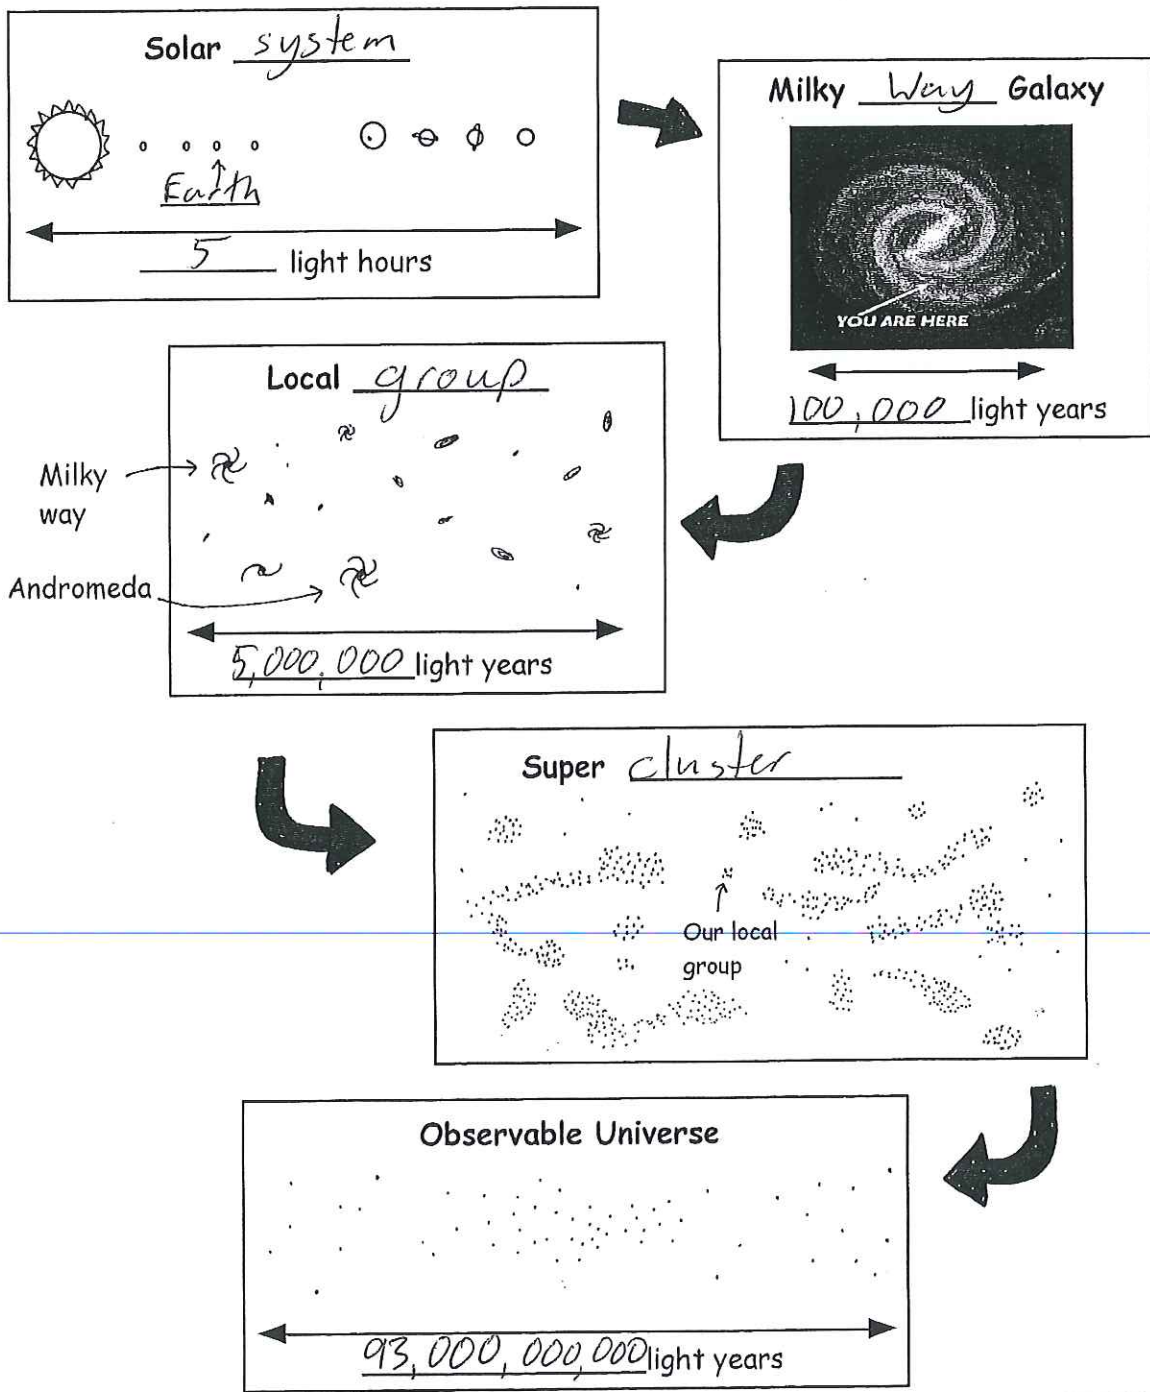 Solar system
Earth
5 light hours
Milky Way Galaxy
YOU ARE HERE
100,000 light years
Local group
Milky
way
Andromeda
5,000,000 light years
Super cluster
Our local
group
Observable Universe
93,000,000,000 light years